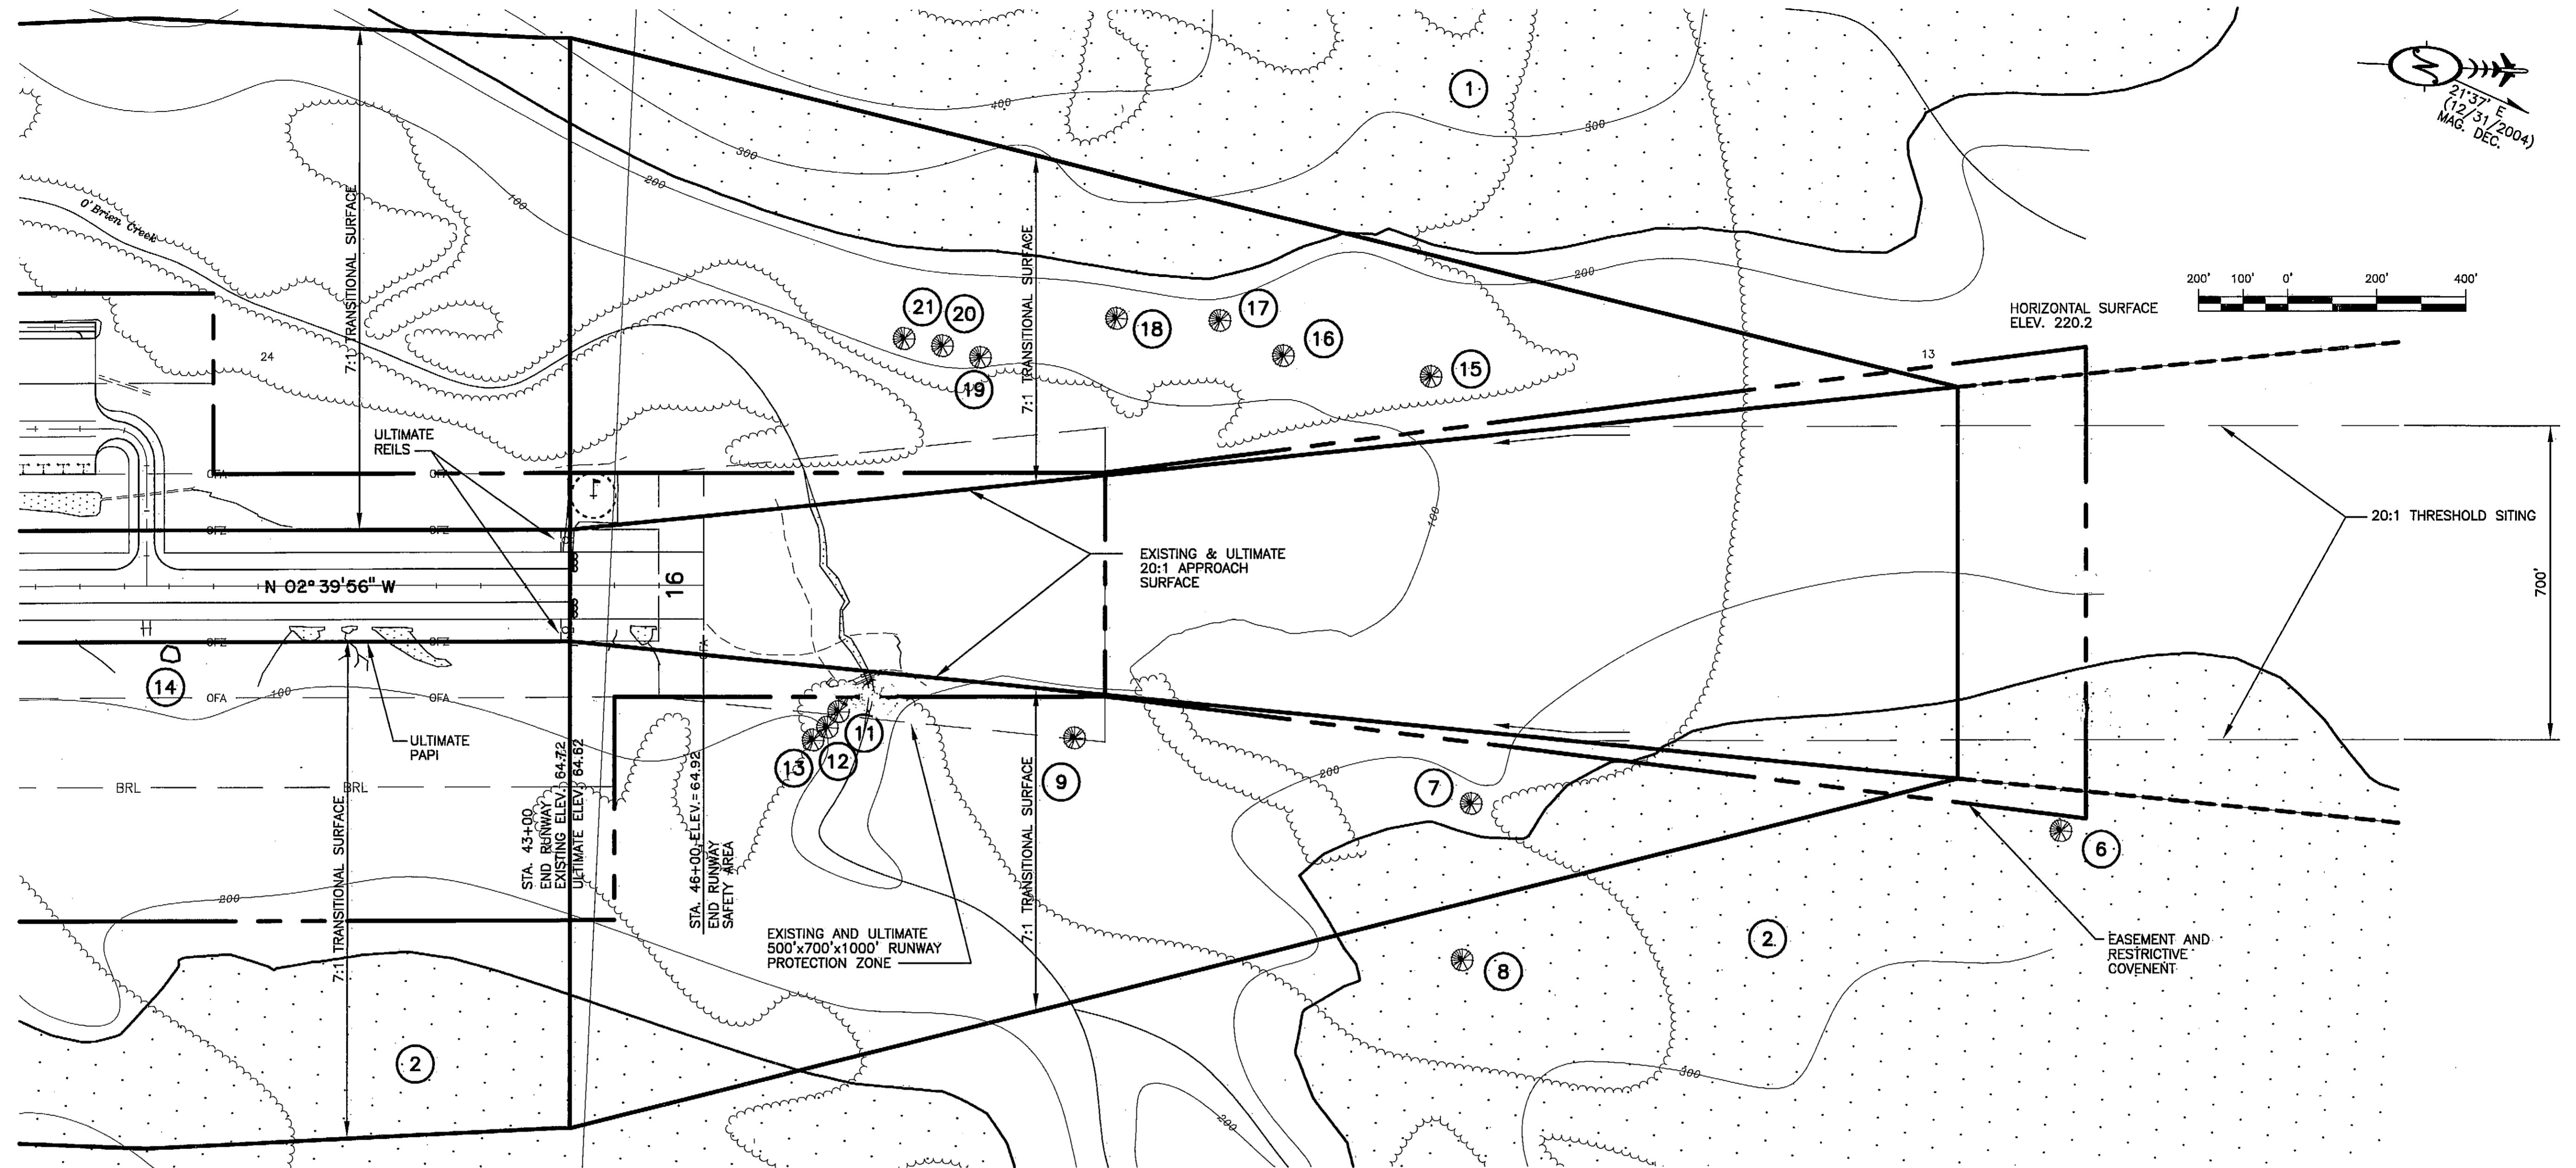 400
1
300
21°37' E
(12/31/2004)
MAG. DEC.
300
200
100
O'Brien Creek
7:1 TRANSITIONAL SURFACE
7:1 TRANSITIONAL SURFACE
200
200' 100' 0' 200' 400'
HORIZONTAL SURFACE
ELEV. 220.2
21
20
19
18
17
16
15
13
24
ULTIMATE
REILS
OFA
OFA
OFZ
OFZ
100
20:1 THRESHOLD SITING
700'
EXISTING & ULTIMATE
20:1 APPROACH
SURFACE
N 02° 39'56" W
16
OFZ
OFZ
14
OFA
100
OFA
ULTIMATE
PAPI
BRL
BRL
11
12
13
9
7
200
6
STA. 43+00
END RUNWAY
EXISTING ELEV. 64.72
ULTIMATE ELEV. 64.62
STA. 46+00 ELEV.= 64.92
END RUNWAY
SAFETY AREA
7:1 TRANSITIONAL SURFACE
7:1 TRANSITIONAL SURFACE
200
EXISTING AND ULTIMATE
500'x700'x1000' RUNWAY
PROTECTION ZONE
2
8
EASEMENT AND
RESTRICTIVE
COVENENT
2
300
200